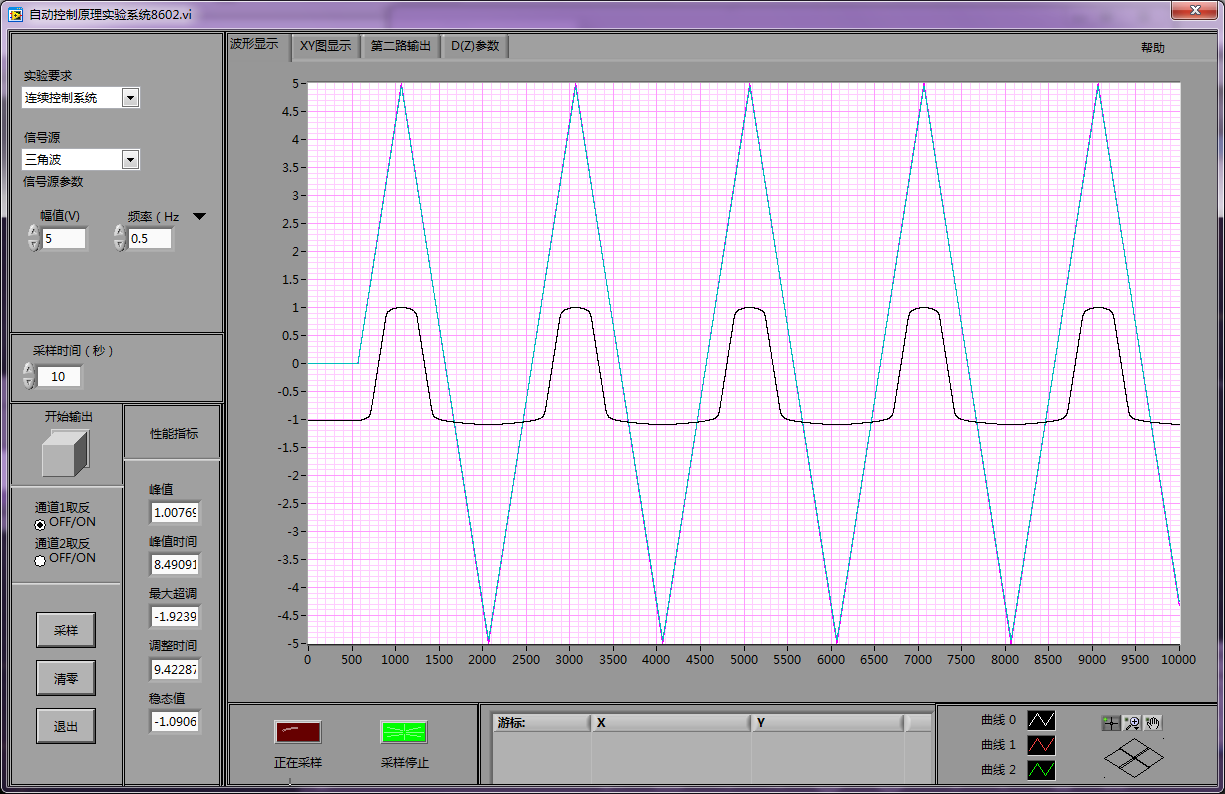 自动控制原理实验系统8602.vi
波形显示 XY图显示 第二路输出 D(Z)参数 帮助
实验要求
连续控制系统
信号源
三角波
信号源参数
幅值(V) 频率（Hz
5 0.5
采样时间（秒）
10
开始输出
性能指标
通道1取反
OFF/ON
通道2取反
OFF/ON
采样
清零
退出
峰值
1.00769
峰值时间
8.49091
最大超调
-1.9239
调整时间
9.42287
稳态值
-1.0906
5
4.5
4
3.5
3
2.5
2
1.5
1
0.5
0
-0.5
-1
-1.5
-2
-2.5
-3
-3.5
-4
-4.5
-5
0 500 1000 1500 2000 2500 3000 3500 4000 4500 5000 5500 6000 6500 7000 7500 8000 8500 9000 9500 10000
正在采样 采样停止
游标: X Y
曲线 0
曲线 1
曲线 2